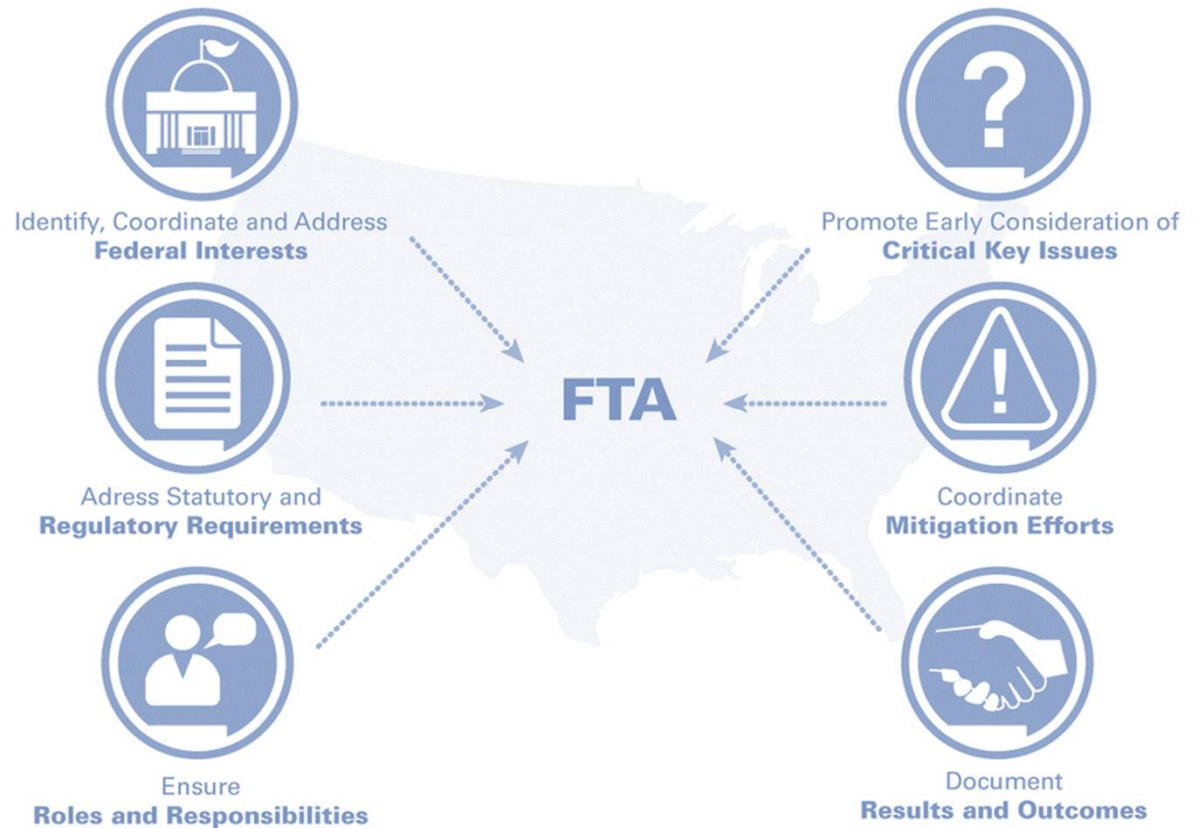 Identify, Coordinate and Address
Federal Interests
Adress Statutory and
Regulatory Requirements
Ensure
Roles and Responsibilities
FTA
Promote Early Consideration of
Critical Key Issues
Coordinate
Mitigation Efforts
Document
Results and Outcomes